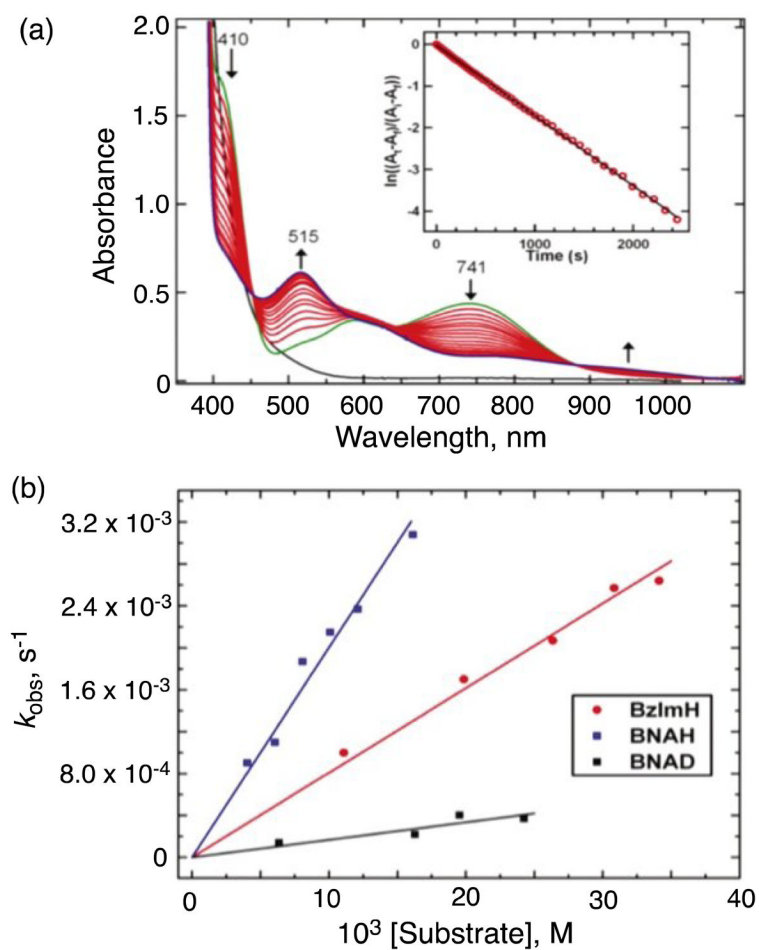 (a)
2.0
1.5
1.0
0.5
0
Absorbance
410
515
741
400 500 600 700 800 900 1000
Wavelength, nm
0
-1
-2
-3
-4
ln((Aₜ-A_f)/(Aᵢ-A_f))
0 1000 2000
Time (s)
(b)
3.2 x 10⁻³
2.4 x 10⁻³
1.6 x 10⁻³
8.0 x 10⁻⁴
0
k_obs, s⁻¹
BzImH
BNAH
BNAD
0 10 20 30 40
10³ [Substrate], M